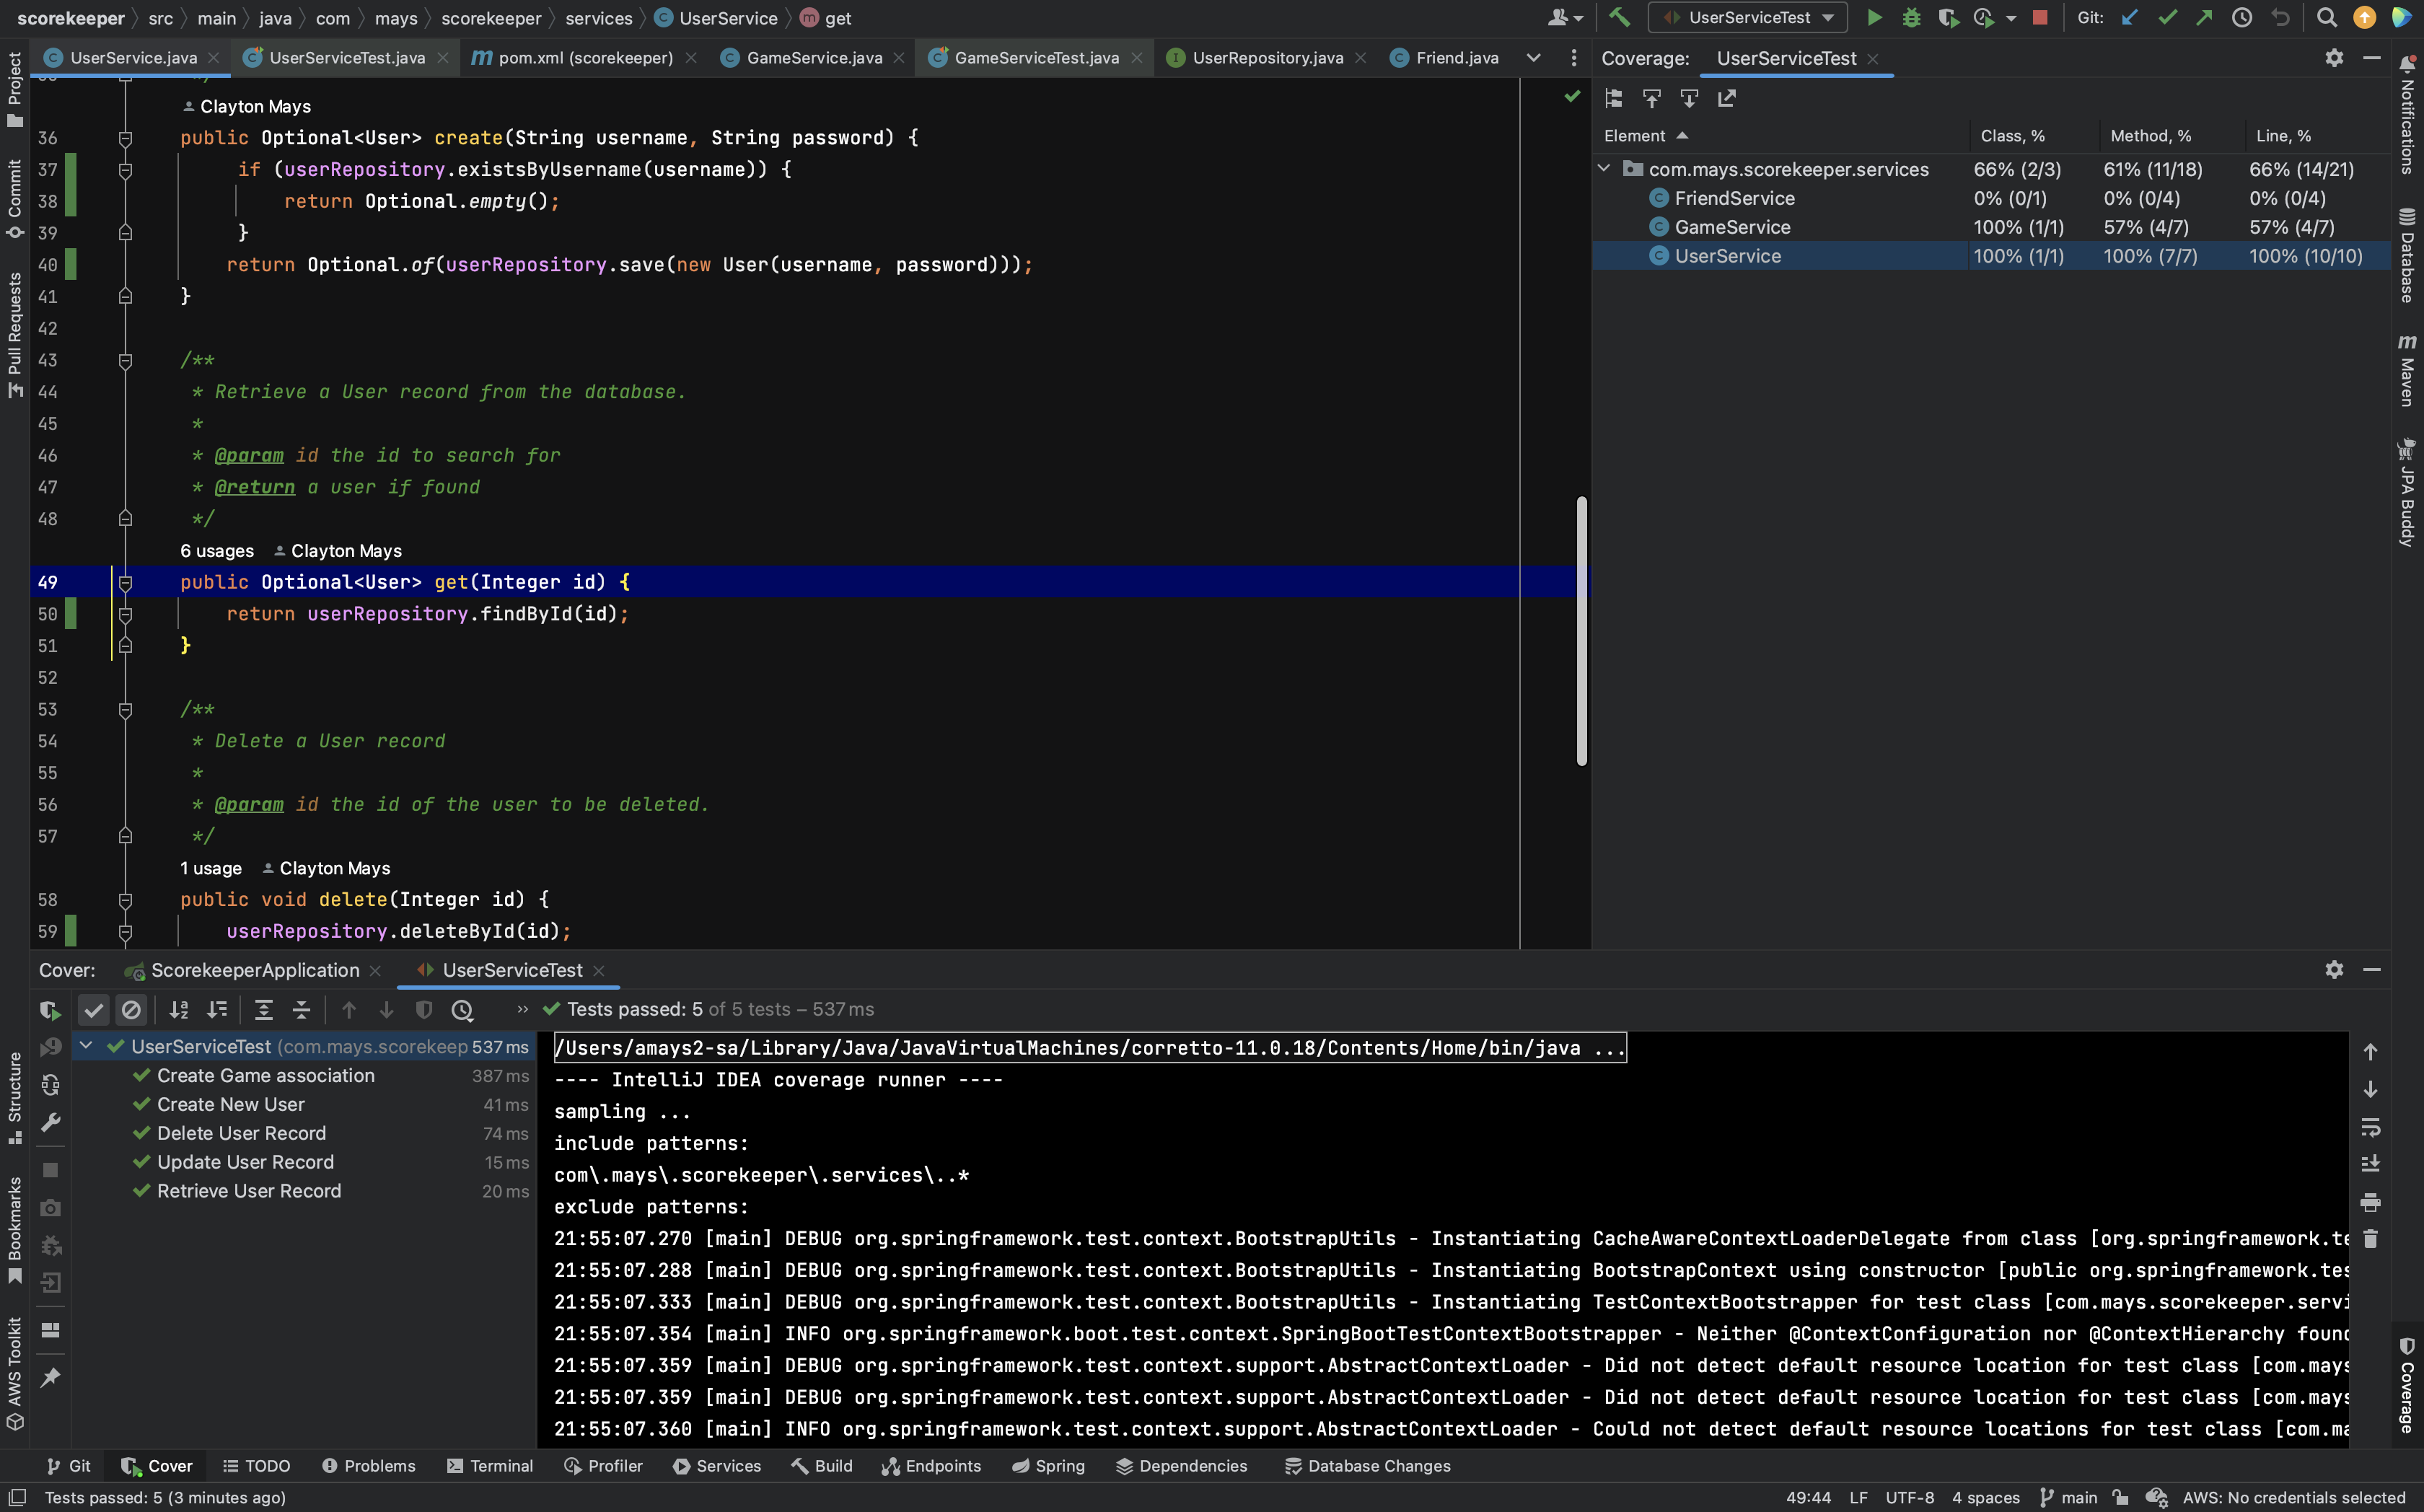 scorekeeper src main java com mays scorekeeper services UserService get
UserServiceTest Git:
UserService.java UserServiceTest.java pom.xml (scorekeeper) GameService.java GameServiceTest.java UserRepository.java Friend.java
Coverage: UserServiceTest
Project
Commit
Pull Requests
Structure
Bookmarks
AWS Toolkit
Clayton Mays
36 public Optional<User> create(String username, String password) {
37 if (userRepository.existsByUsername(username)) {
38 return Optional.empty();
39 }
40 return Optional.of(userRepository.save(new User(username, password)));
41 }
42
43 /**
44 * Retrieve a User record from the database.
45 *
46 * @param id the id to search for
47 * @return a user if found
48 */
6 usages Clayton Mays
49 public Optional<User> get(Integer id) {
50 return userRepository.findById(id);
51 }
52
53 /**
54 * Delete a User record
55 *
56 * @param id the id of the user to be deleted.
57 */
1 usage Clayton Mays
58 public void delete(Integer id) {
59 userRepository.deleteById(id);
Element Class, % Method, % Line, %
com.mays.scorekeeper.services 66% (2/3) 61% (11/18) 66% (14/21)
FriendService 0% (0/1) 0% (0/4) 0% (0/4)
GameService 100% (1/1) 57% (4/7) 57% (4/7)
UserService 100% (1/1) 100% (7/7) 100% (10/10)
Notifications
Database
Maven
JPA Buddy
Coverage
Cover: ScorekeeperApplication UserServiceTest
Tests passed: 5 of 5 tests – 537 ms
UserServiceTest (com.mays.scorekeep 537 ms
Create Game association 387 ms
Create New User 41 ms
Delete User Record 74 ms
Update User Record 15 ms
Retrieve User Record 20 ms
/Users/amays2-sa/Library/Java/JavaVirtualMachines/corretto-11.0.18/Contents/Home/bin/java ...
---- IntelliJ IDEA coverage runner ----
sampling ...
include patterns:
com\.mays\.scorekeeper\.services\..*
exclude patterns:
21:55:07.270 [main] DEBUG org.springframework.test.context.BootstrapUtils - Instantiating CacheAwareContextLoaderDelegate from class [org.springframework.te
21:55:07.288 [main] DEBUG org.springframework.test.context.BootstrapUtils - Instantiating BootstrapContext using constructor [public org.springframework.tes
21:55:07.333 [main] DEBUG org.springframework.test.context.BootstrapUtils - Instantiating TestContextBootstrapper for test class [com.mays.scorekeeper.servi
21:55:07.354 [main] INFO org.springframework.boot.test.context.SpringBootTestContextBootstrapper - Neither @ContextConfiguration nor @ContextHierarchy found
21:55:07.359 [main] DEBUG org.springframework.test.context.support.AbstractContextLoader - Did not detect default resource location for test class [com.mays
21:55:07.359 [main] DEBUG org.springframework.test.context.support.AbstractContextLoader - Did not detect default resource location for test class [com.mays
21:55:07.360 [main] INFO org.springframework.test.context.support.AbstractContextLoader - Could not detect default resource locations for test class [com.ma
Git Cover TODO Problems Terminal Profiler Services Build Endpoints Spring Dependencies Database Changes
Tests passed: 5 (3 minutes ago) 49:44 LF UTF-8 4 spaces main AWS: No credentials selected